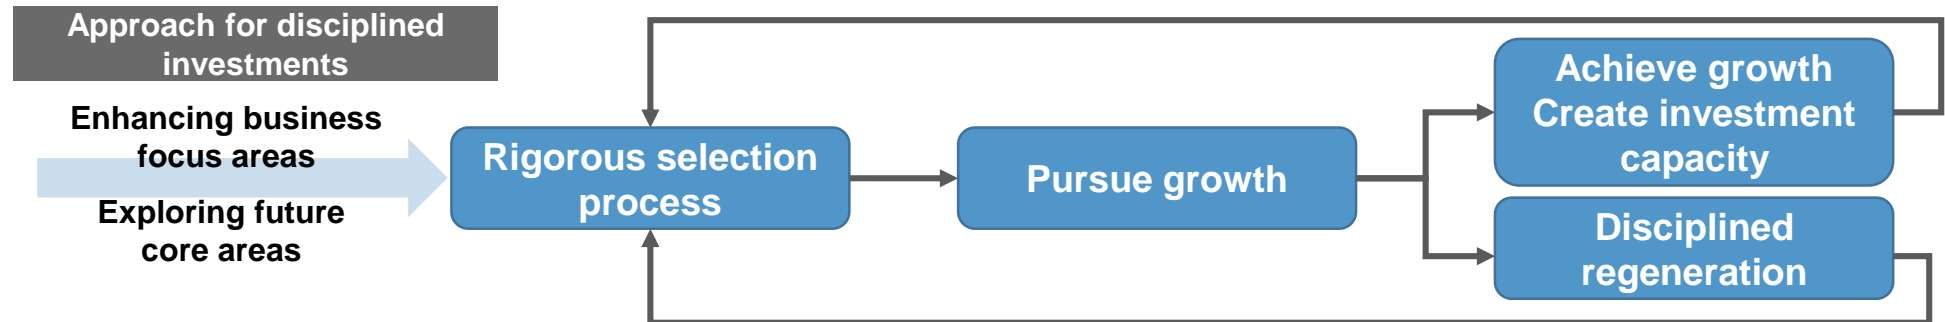 Approach for disciplined
investments
Enhancing business
focus areas
Exploring future
core areas
Rigorous selection
process
Pursue growth
Achieve growth
Create investment
capacity
Disciplined
regeneration